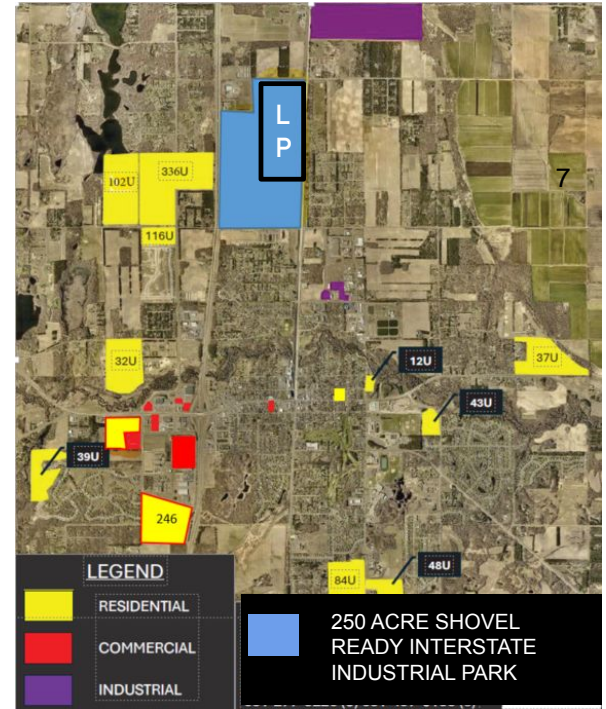 L
P
7
336U
102U
116U
32U
12U
37U
43U
39U
246
48U
84U
LEGEND
RESIDENTIAL
COMMERCIAL
INDUSTRIAL
250 ACRE SHOVEL
READY INTERSTATE
INDUSTRIAL PARK